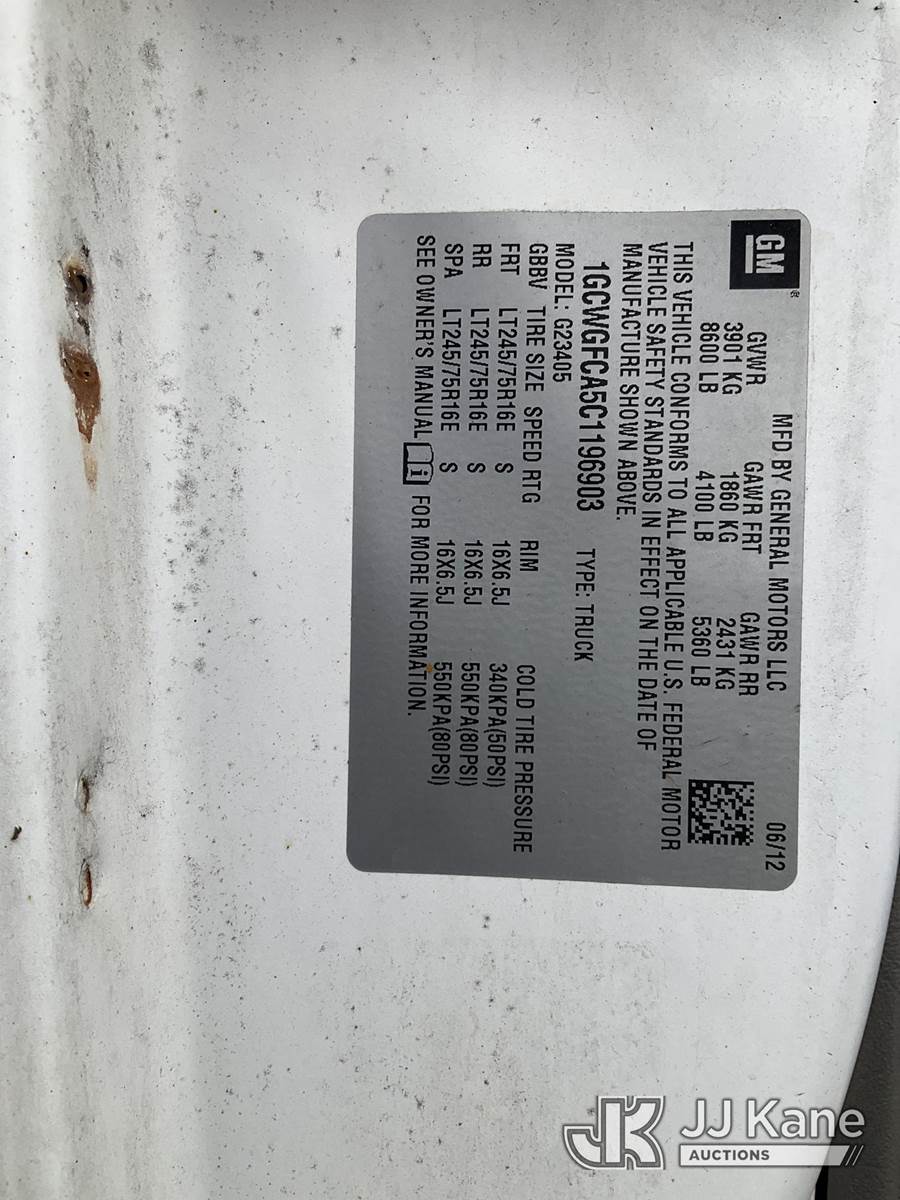 GM
®
MFD BY GENERAL MOTORS LLC 06/12
GVWR GAWR FRT GAWR RR
3901 KG 1860 KG 2431 KG
8600 LB 4100 LB 5360 LB
THIS VEHICLE CONFORMS TO ALL APPLICABLE U.S. FEDERAL MOTOR
VEHICLE SAFETY STANDARDS IN EFFECT ON THE DATE OF
MANUFACTURE SHOWN ABOVE.
1GCWGFCA5C1196903 TYPE: TRUCK
MODEL: G23405
GBBV TIRE SIZE SPEED RTG RIM COLD TIRE PRESSURE
FRT LT245/75R16E S 16X6.5J 340KPA(50PSI)
RR LT245/75R16E S 16X6.5J 550KPA(80PSI)
SPA LT245/75R16E S 16X6.5J 550KPA(80PSI)
SEE OWNER'S MANUAL FOR MORE INFORMATION.
JK JJ Kane
AUCTIONS